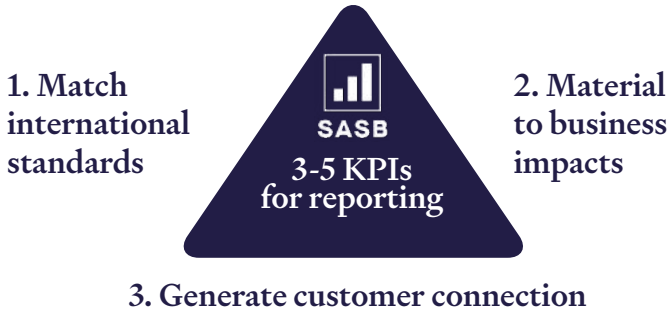 1. Match
international
standards
SASB
3-5 KPIs
for reporting
2. Material
to business
impacts
3. Generate customer connection